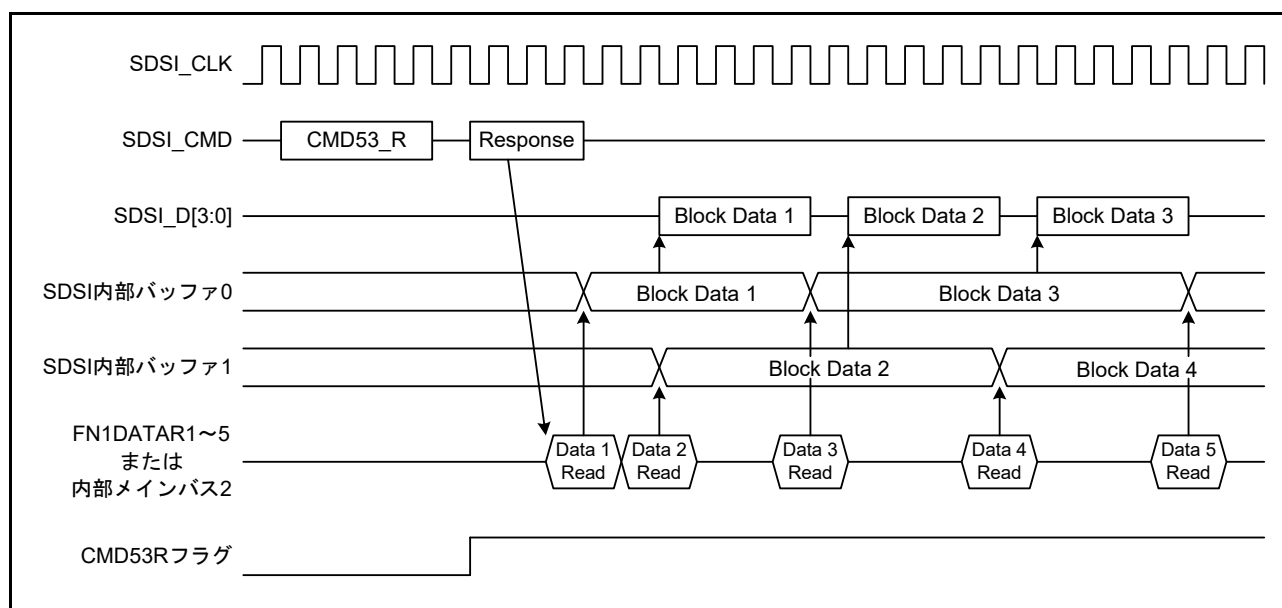 SDSI_CLK
SDSI_CMD
CMD53_R
Response
SDSI_D[3:0]
Block Data 1
Block Data 2
Block Data 3
SDSI内部バッファ0
Block Data 1
Block Data 3
SDSI内部バッファ1
Block Data 2
Block Data 4
FN1DATAR1～5
または
内部メインバス2
Data 1
Read
Data 2
Read
Data 3
Read
Data 4
Read
Data 5
Read
CMD53Rフラグ